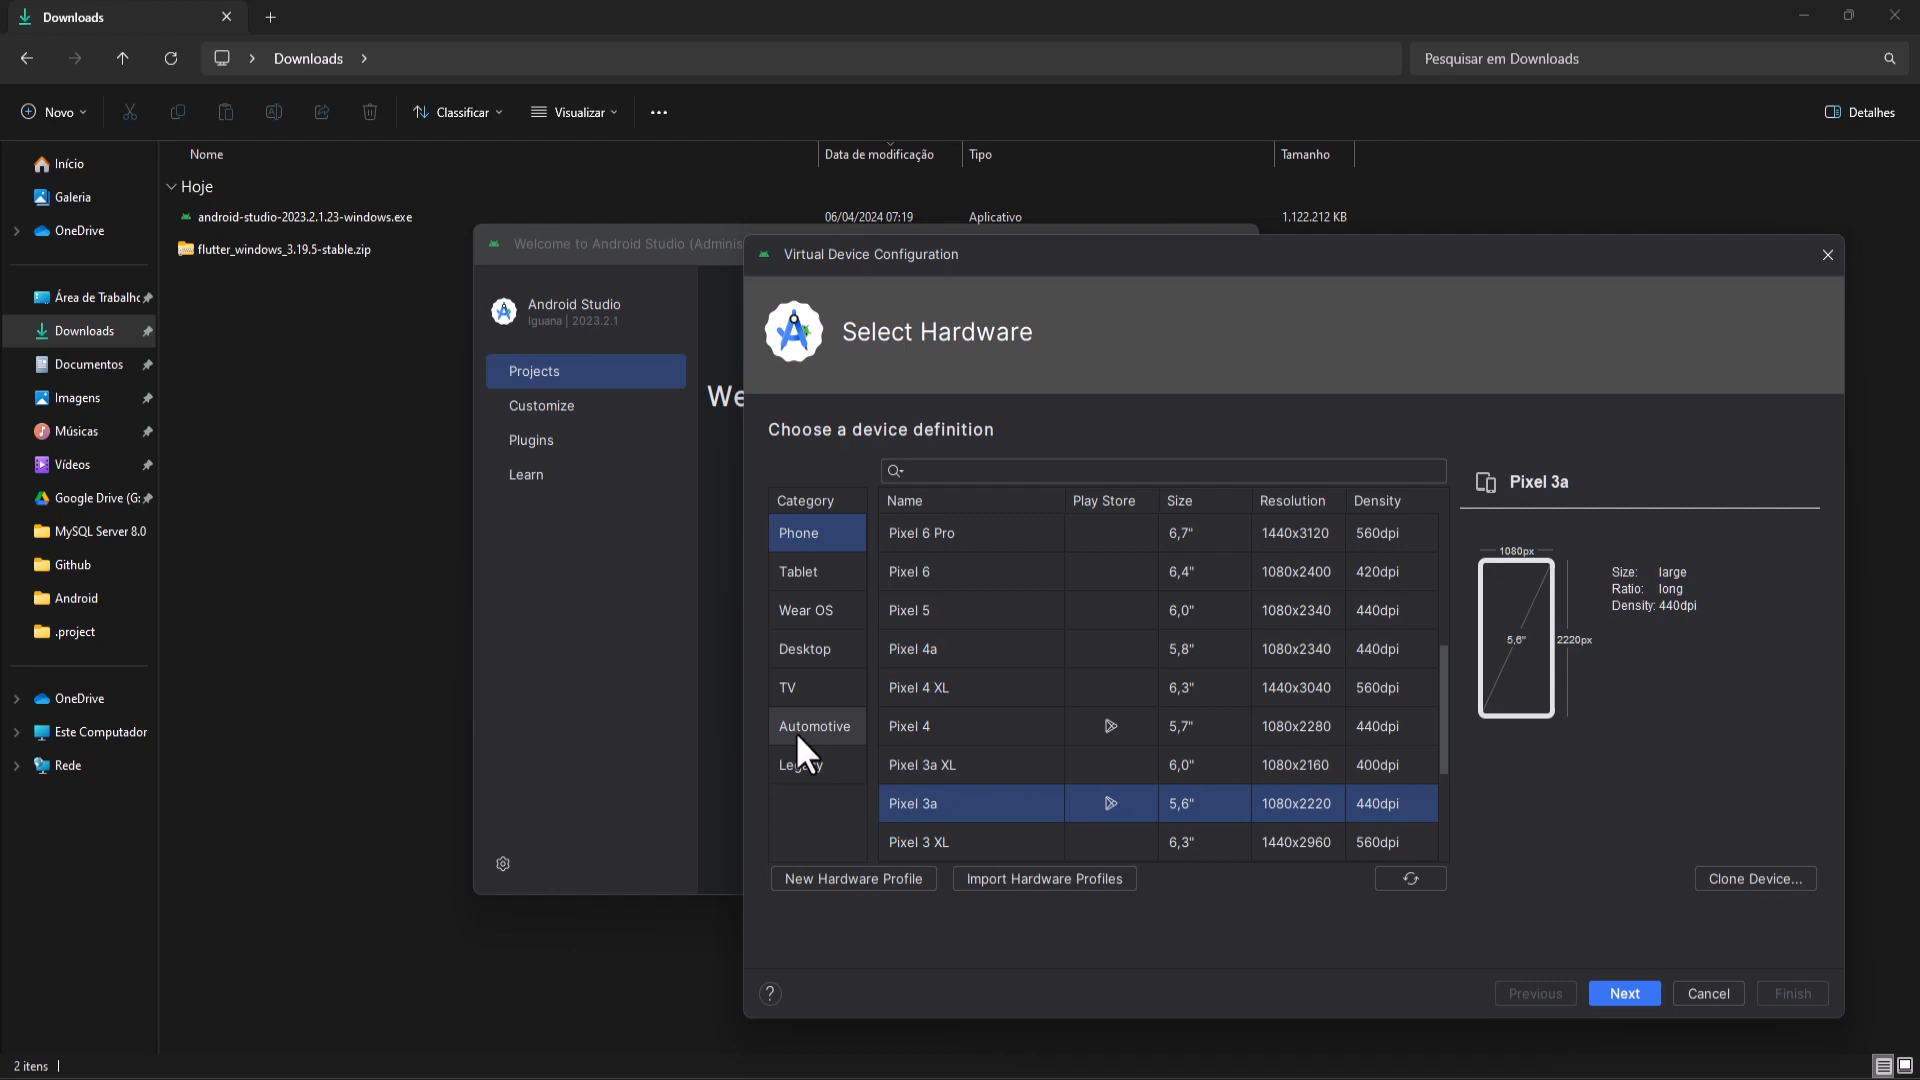 Downloads
Downloads
Pesquisar em Downloads
Novo
Classificar
Visualizar
Detalhes
Nome
Data de modificação
Tipo
Tamanho
Hoje
android-studio-2023.2.1.23-windows.exe
06/04/2024 07:19
Aplicativo
1.122.212 KB
flutter_windows_3.19.5-stable.zip
Início
Galeria
OneDrive
Área de Trabalho
Downloads
Documentos
Imagens
Músicas
Vídeos
Google Drive (G:
MySQL Server 8.0
Github
Android
.project
OneDrive
Este Computador
Rede
2 itens
Welcome to Android Studio (Adminis
Android Studio
Iguana | 2023.2.1
Projects
Customize
Plugins
Learn
We
Virtual Device Configuration
Select Hardware
Choose a device definition
Category
Phone
Tablet
Wear OS
Desktop
TV
Automotive
Legacy
Name Play Store Size Resolution Density
Pixel 6 Pro 6,7" 1440x3120 560dpi
Pixel 6 6,4" 1080x2400 420dpi
Pixel 5 6,0" 1080x2340 440dpi
Pixel 4a 5,8" 1080x2340 440dpi
Pixel 4 XL 6,3" 1440x3040 560dpi
Pixel 4 5,7" 1080x2280 440dpi
Pixel 3a XL 6,0" 1080x2160 400dpi
Pixel 3a 5,6" 1080x2220 440dpi
Pixel 3 XL 6,3" 1440x2960 560dpi
Pixel 3a
1080px
5,6"
2220px
Size: large
Ratio: long
Density: 440dpi
New Hardware Profile
Import Hardware Profiles
Clone Device...
?
Previous
Next
Cancel
Finish